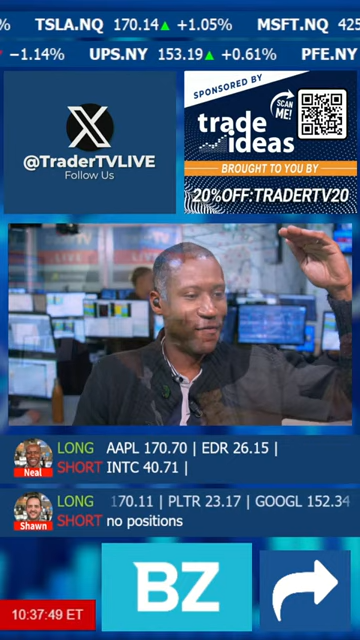 % TSLA.NQ 170.14 +1.05% MSFT.NQ 425
−1.14% UPS.NY 153.19 +0.61% PFE.NY
@TraderTVLIVE
Follow Us
SPONSORED BY
SCAN
ME!
trade
ideas
BROUGHT TO YOU BY
20%OFF:TRADERTV20
LONG AAPL 170.70 | EDR 26.15 |
SHORT INTC 40.71 |
Neal
LONG 170.11 | PLTR 23.17 | GOOGL 152.34
SHORT no positions
Shawn
BZ
10:37:49 ET